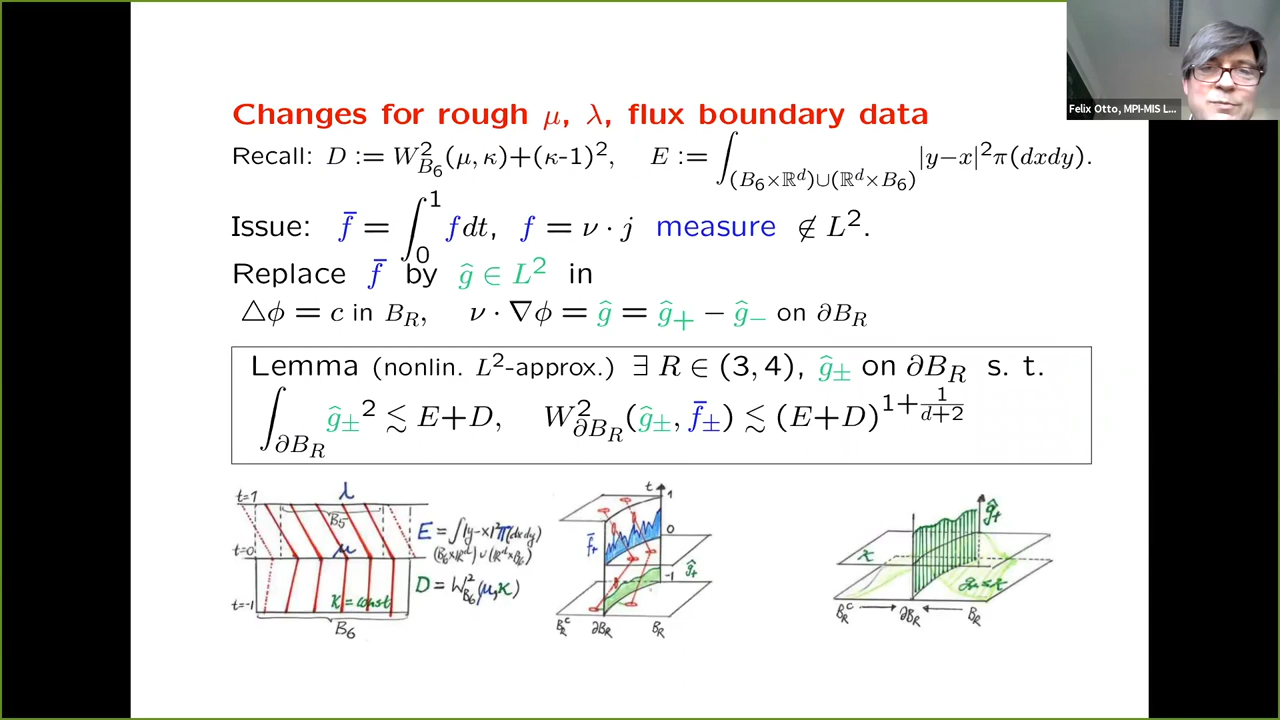 Changes for rough μ, λ, flux boundary data
Felix Otto, MPI-MIS L...
Recall: D := W²_{B₆}(μ, κ)+(κ-1)², E := ∫_{(B₆×ℝᵈ)∪(ℝᵈ×B₆)} |y−x|²π(dxdy).
Issue: f̄ = ∫₀¹ fdt, f = ν · j measure ∉ L².
Replace f̄ by ĝ ∈ L² in
△ϕ = c in B_R, ν · ∇ϕ = ĝ = ĝ₊ − ĝ₋ on ∂B_R
Lemma (nonlin. L²-approx.) ∃ R ∈ (3, 4), ĝ± on ∂B_R s. t.
∫_{∂B_R} ĝ±² ≲ E+D, W²_{∂B_R}(ĝ±, f̄±) ≲ (E+D)^{1+\frac{1}{d+2}}
t=1 λ
B₅
t=0 μ
t=-1 κ=const
B₆
E = ∫|y-x|²π(dxdy)
(B₆×ℝᵈ)∪(ℝᵈ×B₆)
D = W²_{B₆}(μ,κ)
t 1
0
f̄₊
-1 ĝ₊
B_R^c ∂B_R B_R
ĝ₊
κ
B_R^c → ∂B_R ← B_R